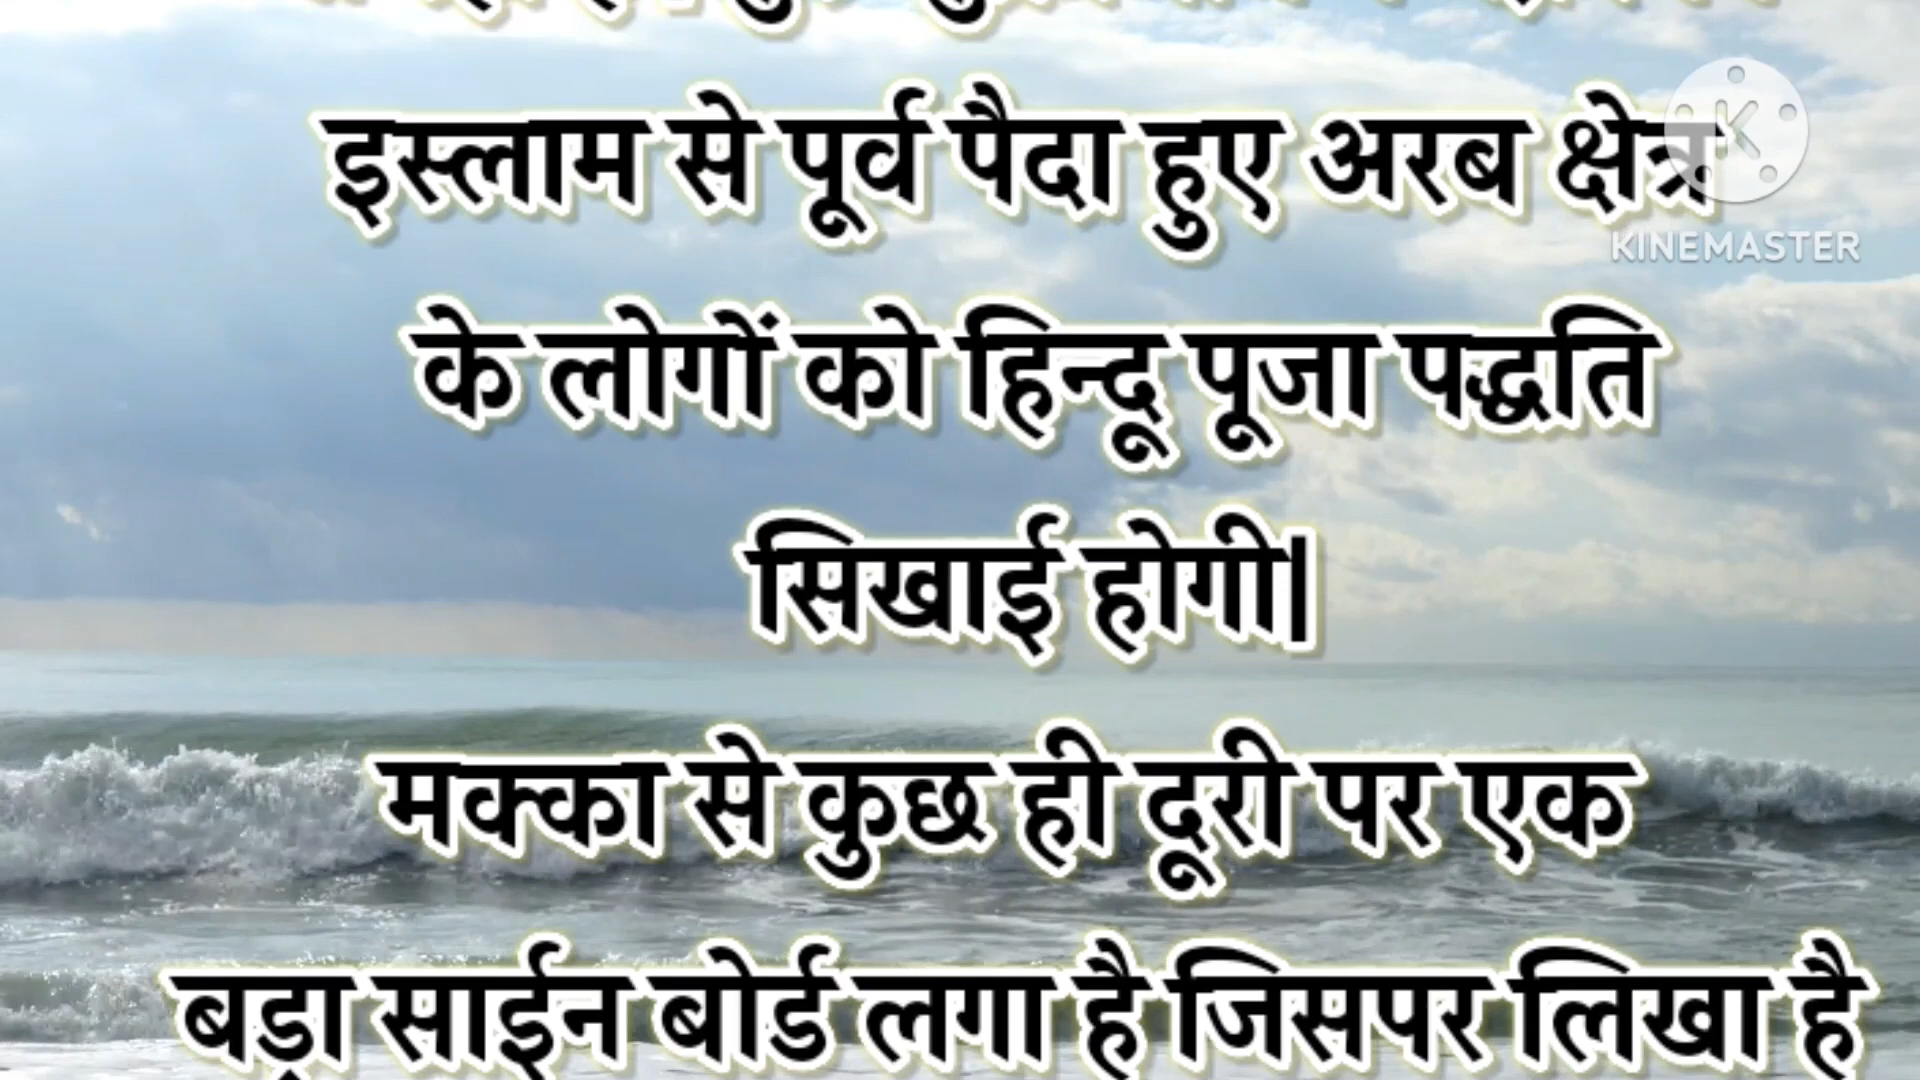 इस्लाम से पूर्व पैदा हुए अरब क्षेत्र
KINEMASTER
के लोगों को हिन्दू पूजा पद्धति
सिखाई होगी|
मक्का से कुछ ही दूरी पर एक
बड़ा साईन बोर्ड लगा है जिसपर लिखा है